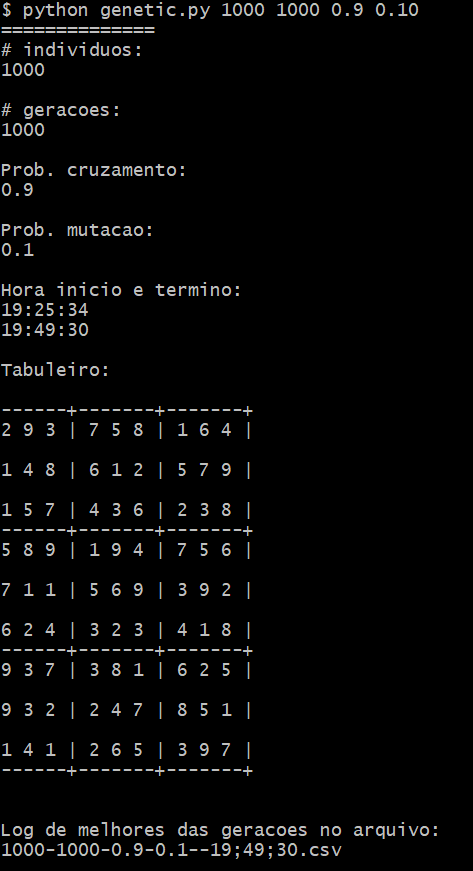 $ python genetic.py 1000 1000 0.9 0.10
==============
# individuos:
1000
# geracoes:
1000
Prob. cruzamento:
0.9
Prob. mutacao:
0.1
Hora inicio e termino:
19:25:34
19:49:30
Tabuleiro:
------+-------+-------+
2 9 3 | 7 5 8 | 1 6 4 |
1 4 8 | 6 1 2 | 5 7 9 |
1 5 7 | 4 3 6 | 2 3 8 |
------+-------+-------+
5 8 9 | 1 9 4 | 7 5 6 |
7 1 1 | 5 6 9 | 3 9 2 |
6 2 4 | 3 2 3 | 4 1 8 |
------+-------+-------+
9 3 7 | 3 8 1 | 6 2 5 |
9 3 2 | 2 4 7 | 8 5 1 |
1 4 1 | 2 6 5 | 3 9 7 |
------+-------+-------+
Log de melhores das geracoes no arquivo:
1000-1000-0.9-0.1--19;49;30.csv